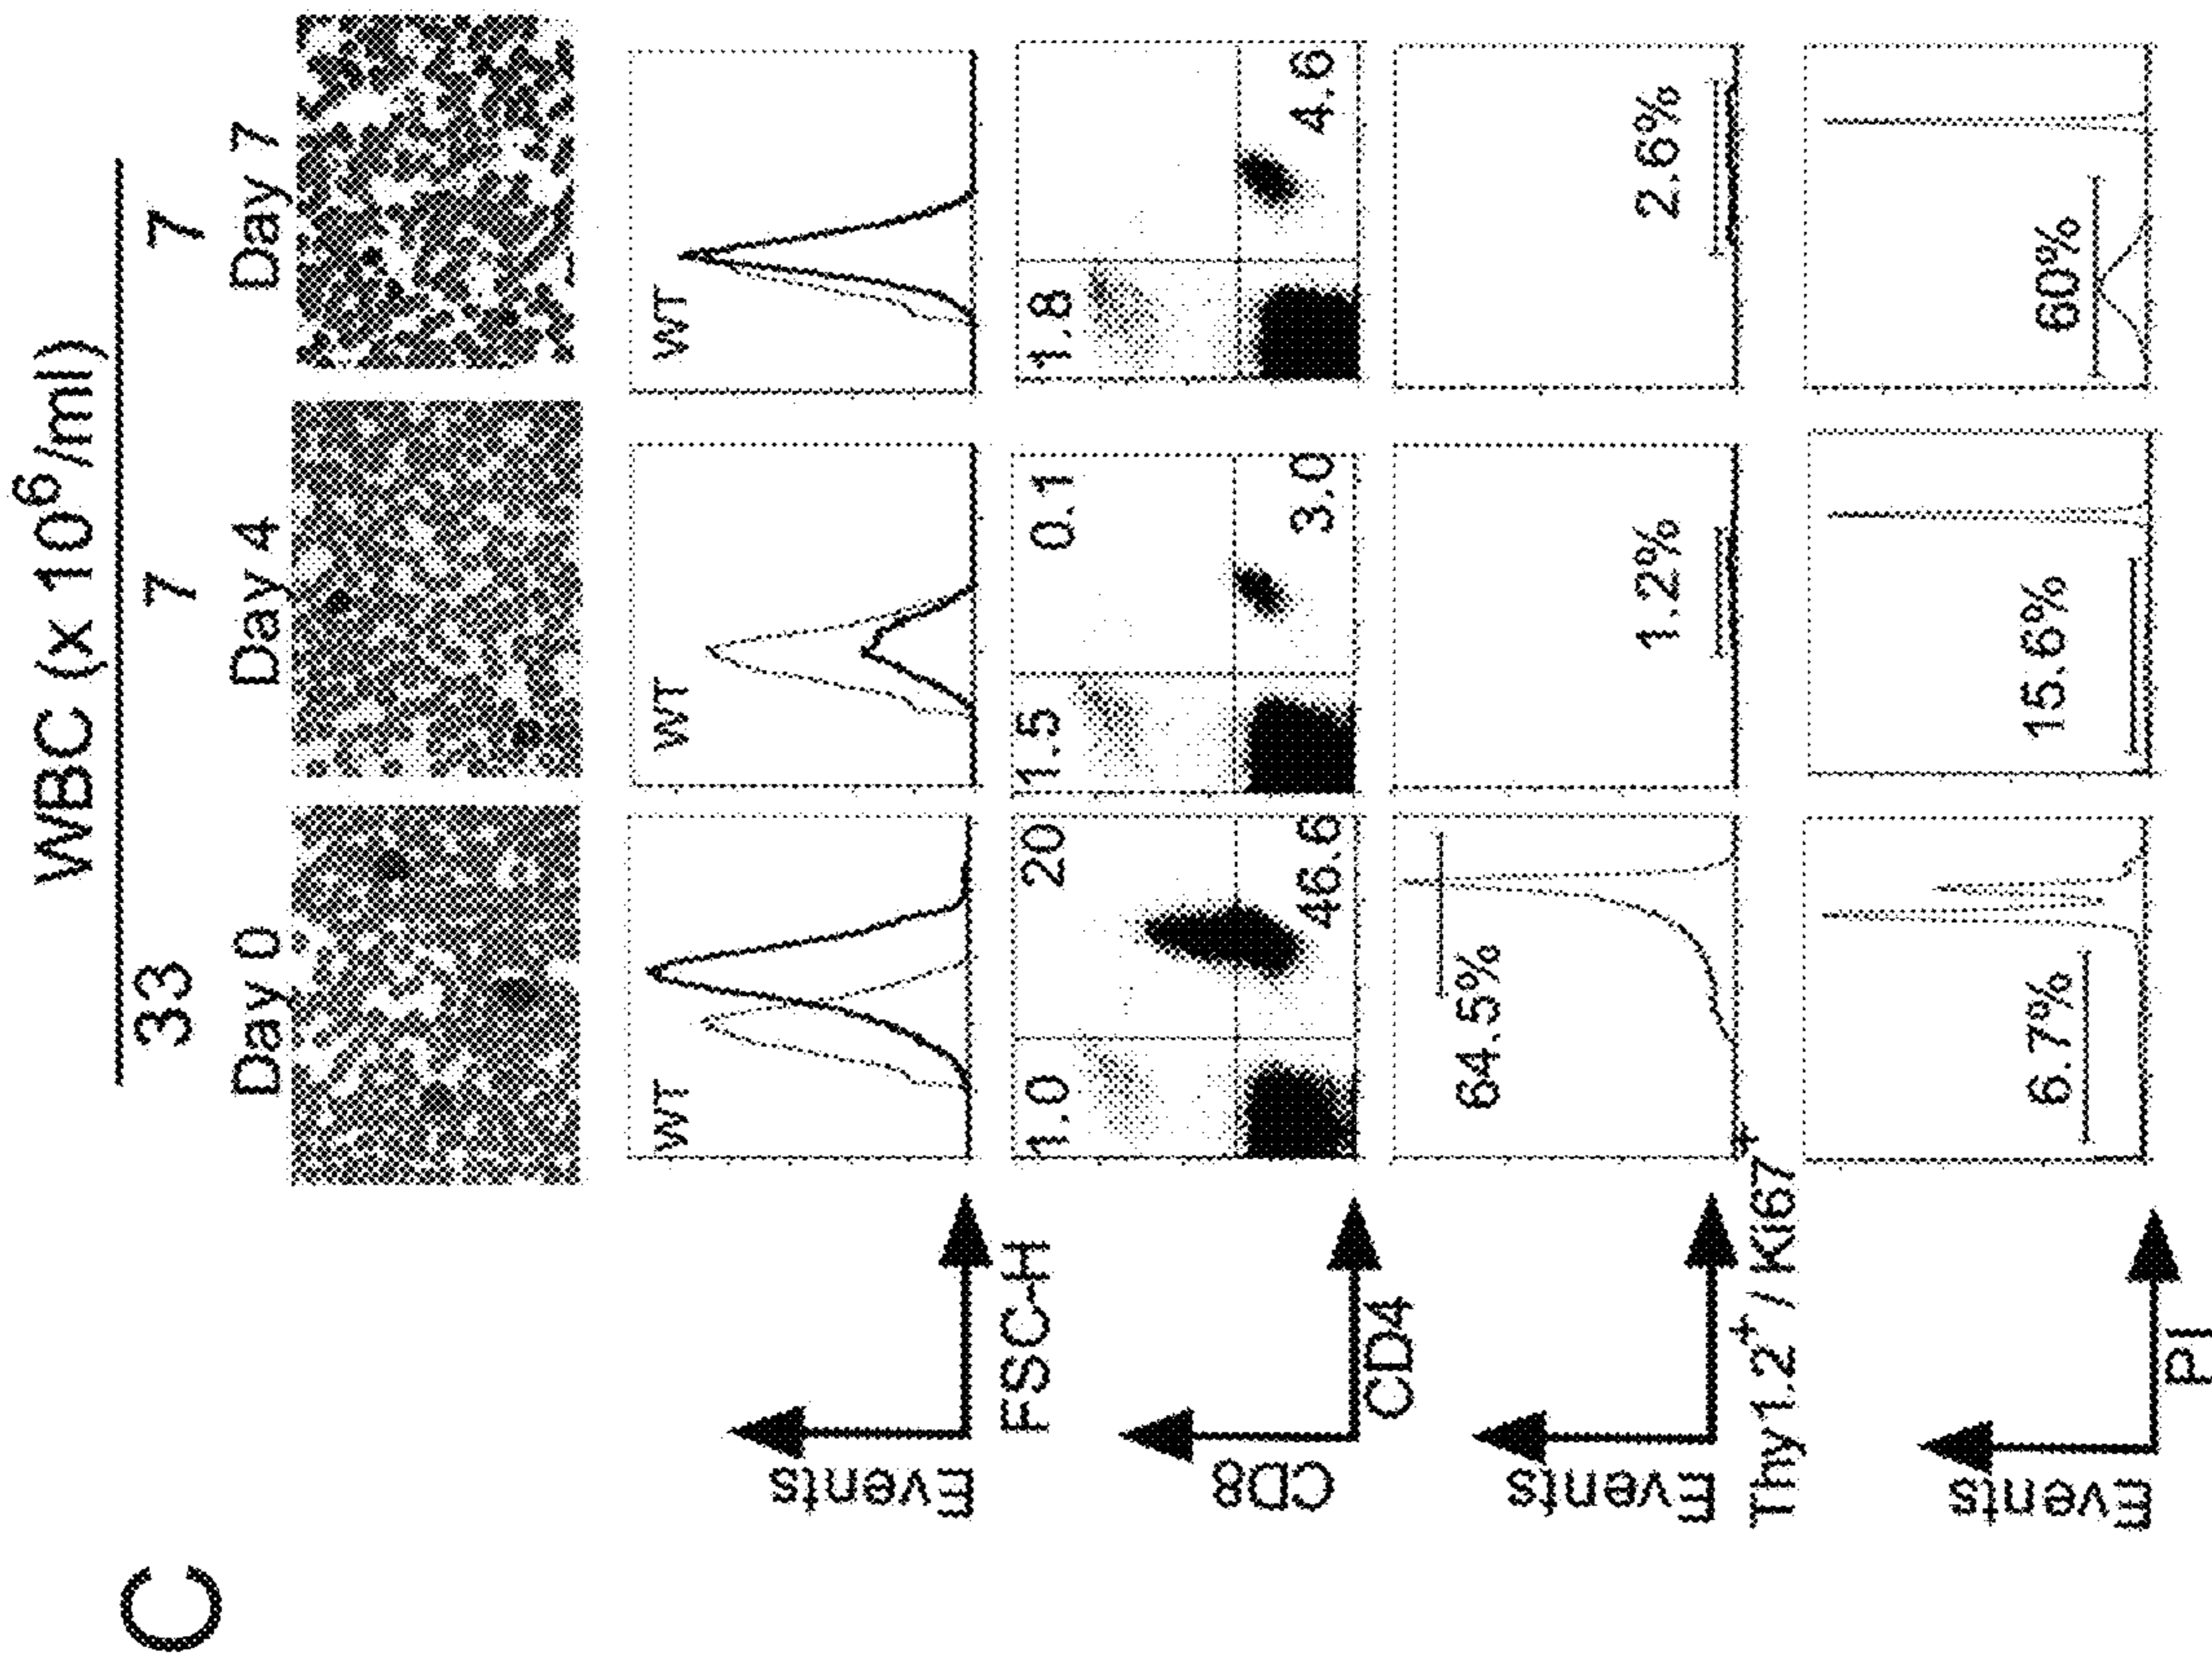 C
WBC (x 10⁶/ml)
33 7 7
Day 0 Day 4 Day 7
Events
FSC-H
WT WT WT
CD8
CD4
1.0 20 46.6
1.5 0.1 3.0
1.8 4.6
Events
Thy1.2⁺ / Ki67⁺
64.5% 1.2% 2.6%
Events
PI
6.7% 15.6% 60%